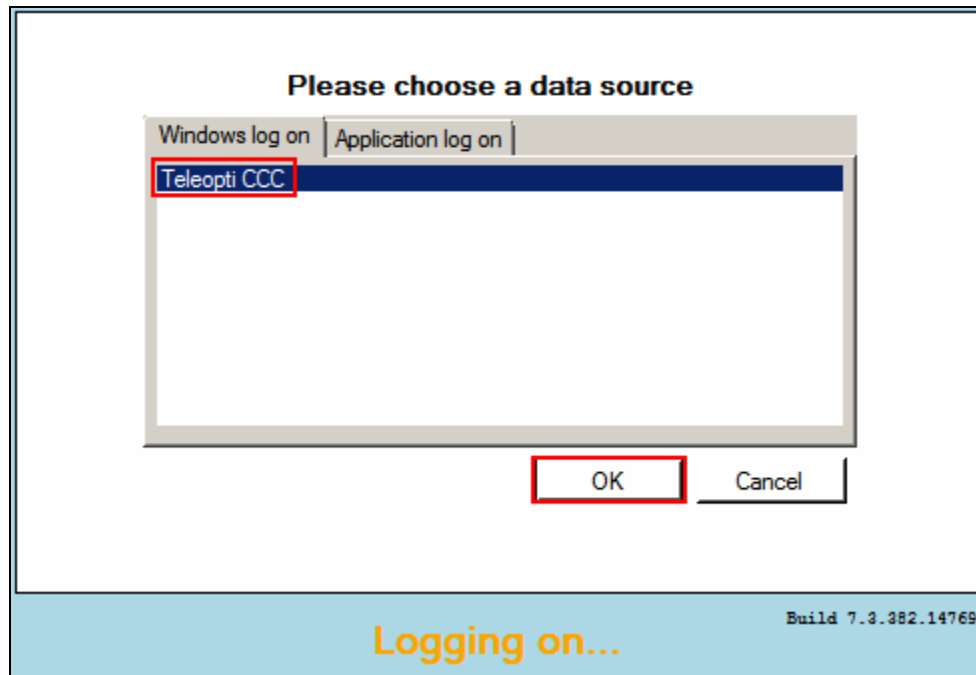 Please choose a data source
Windows log on Application log on
Teleopti CCC
OK Cancel
Build 7.3.382.14769
Logging on...